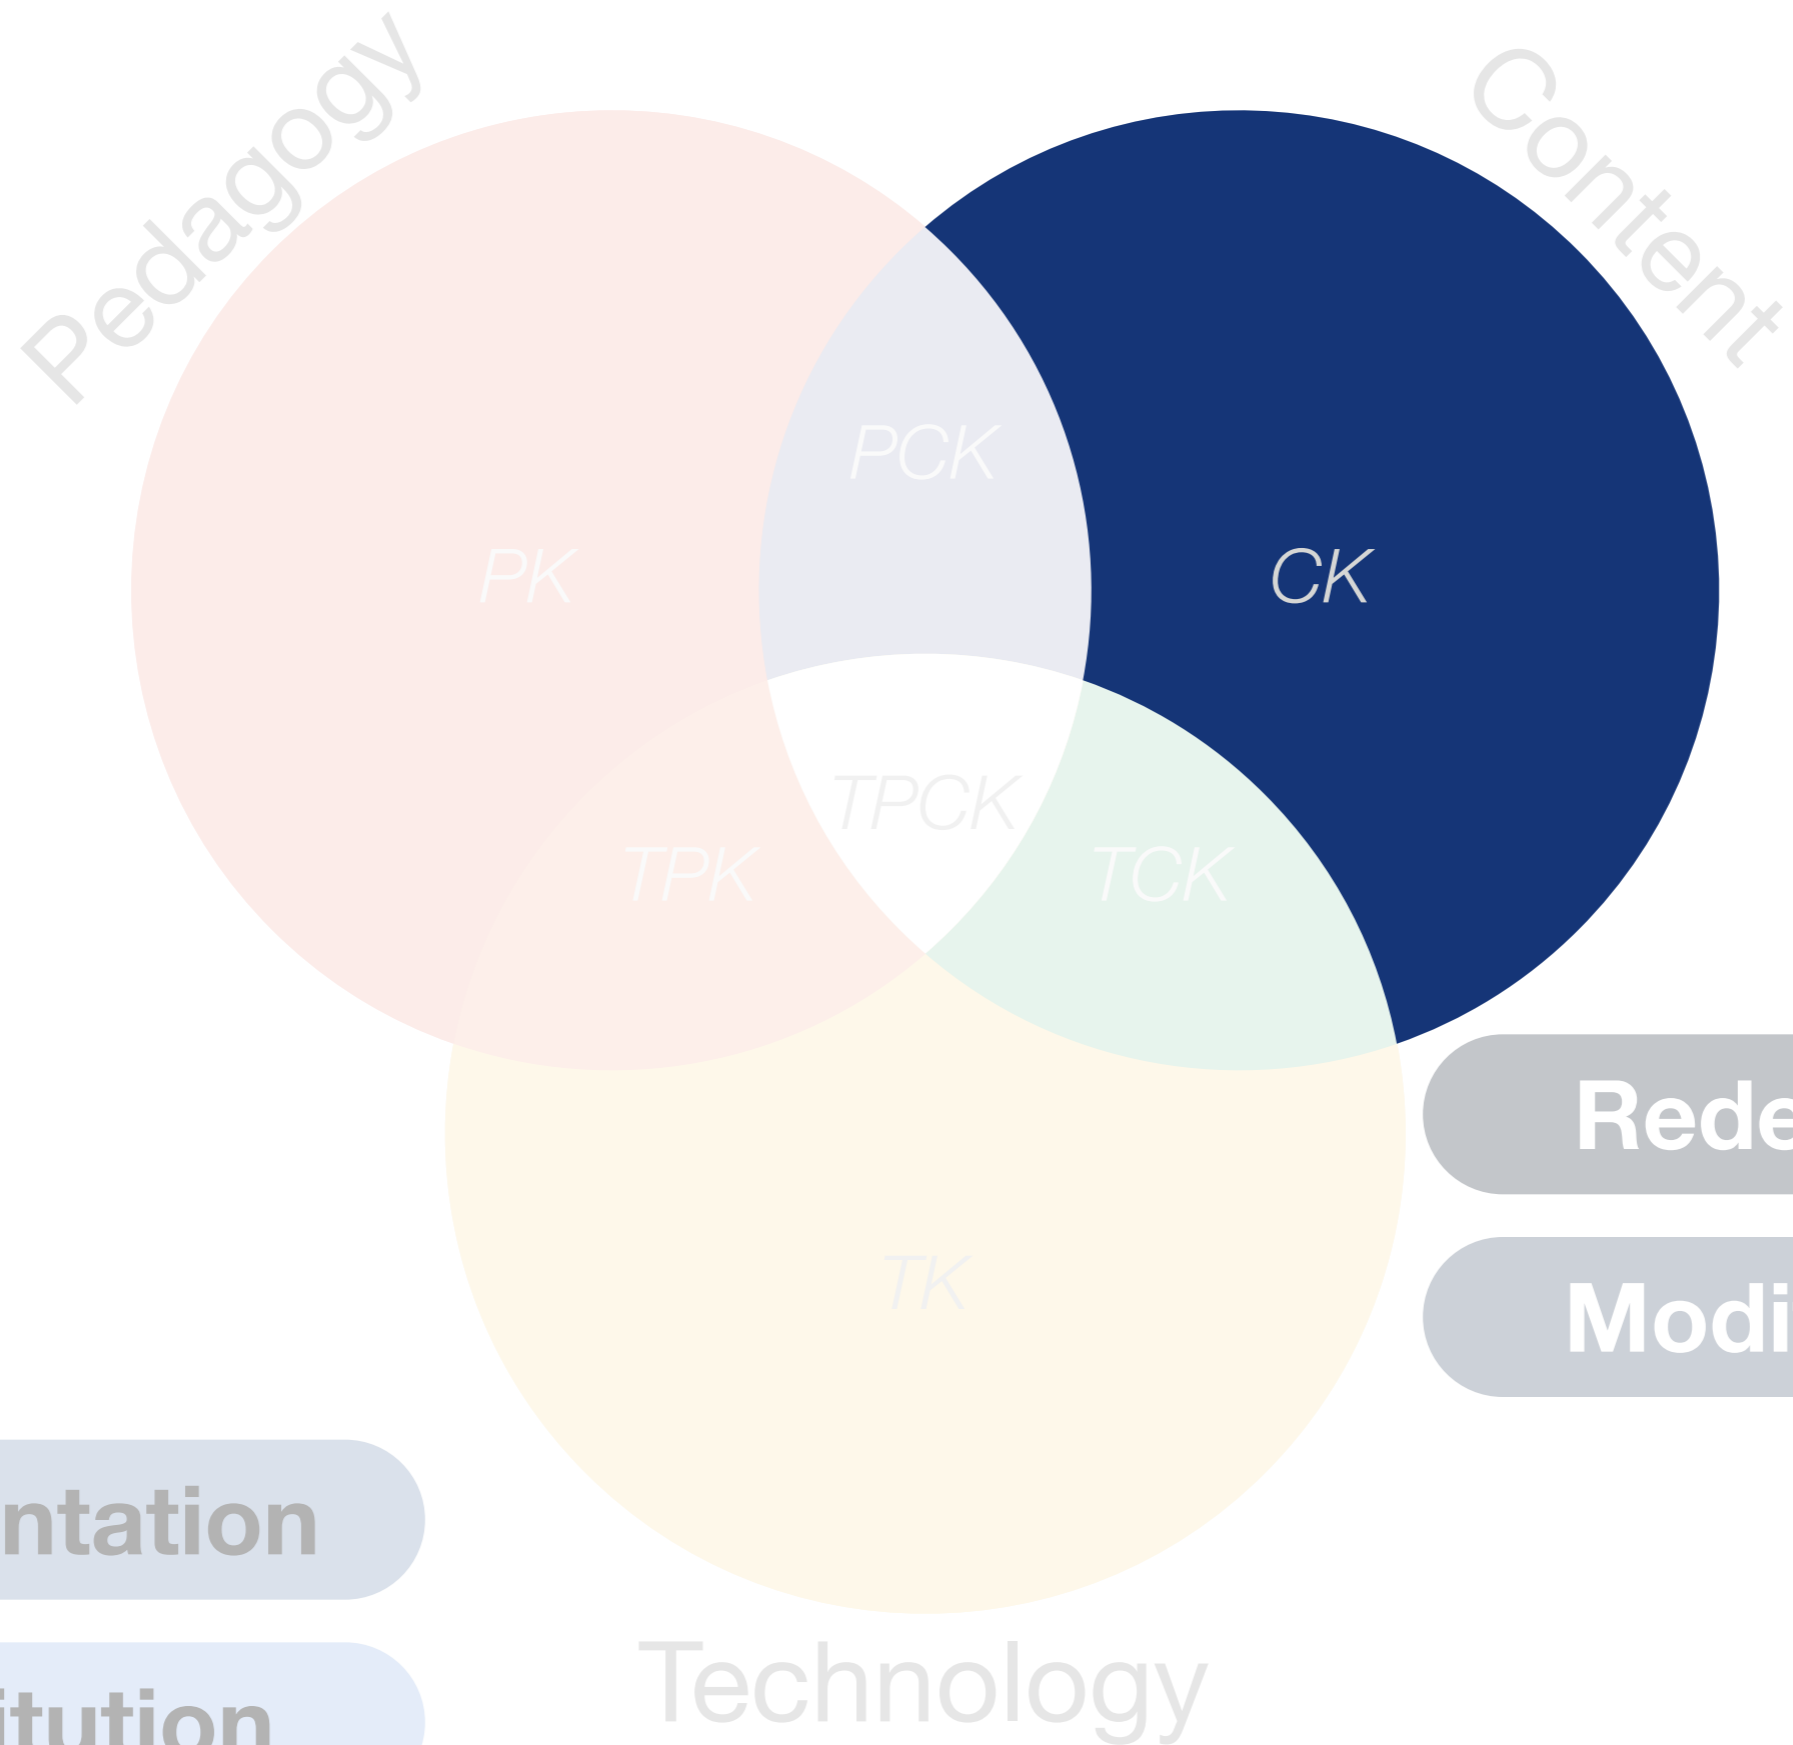 Pedagogy
Content
PCK
PK
CK
TPCK
TPK
TCK
Rede
TK
Modi
ntation
Technology
itution